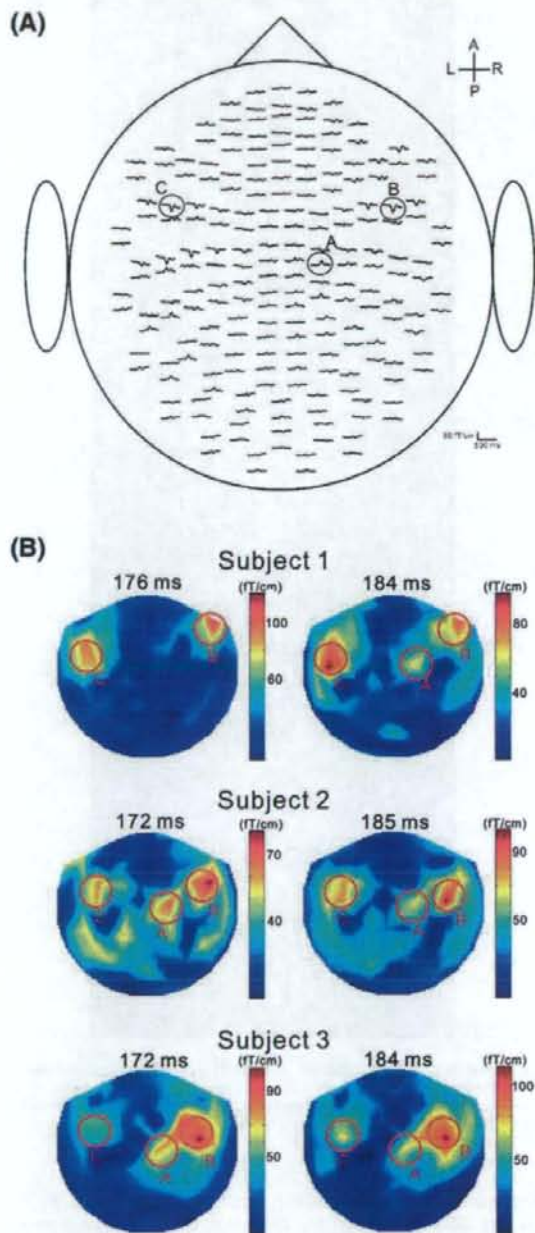 (A)
A
L R
P
C
B
A
(B)
Subject 1
176 ms
(fT/cm)
100
60
184 ms
(fT/cm)
80
40
A
B
Subject 2
172 ms
(fT/cm)
70
40
A
185 ms
(fT/cm)
90
50
A
B
Subject 3
172 ms
(fT/cm)
90
50
A
B
184 ms
(fT/cm)
100
50
A
B